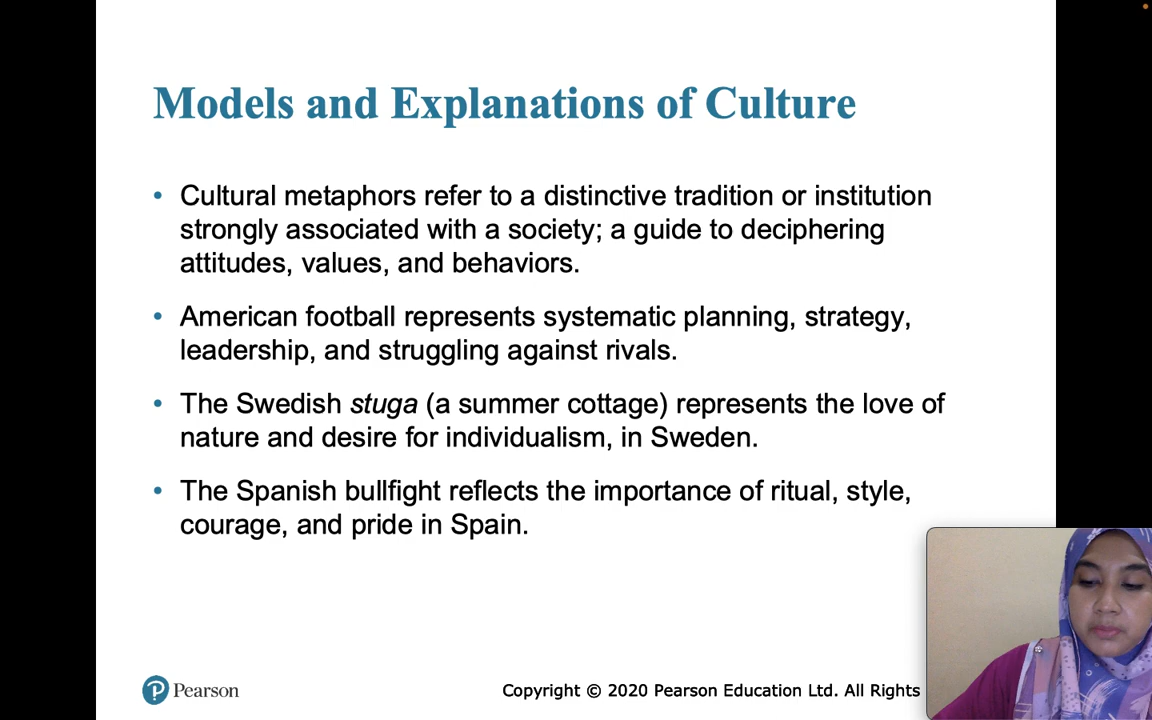 Models and Explanations of Culture
• Cultural metaphors refer to a distinctive tradition or institution
strongly associated with a society; a guide to deciphering
attitudes, values, and behaviors.
• American football represents systematic planning, strategy,
leadership, and struggling against rivals.
• The Swedish stuga (a summer cottage) represents the love of
nature and desire for individualism, in Sweden.
• The Spanish bullfight reflects the importance of ritual, style,
courage, and pride in Spain.
P Pearson
Copyright © 2020 Pearson Education Ltd. All Rights